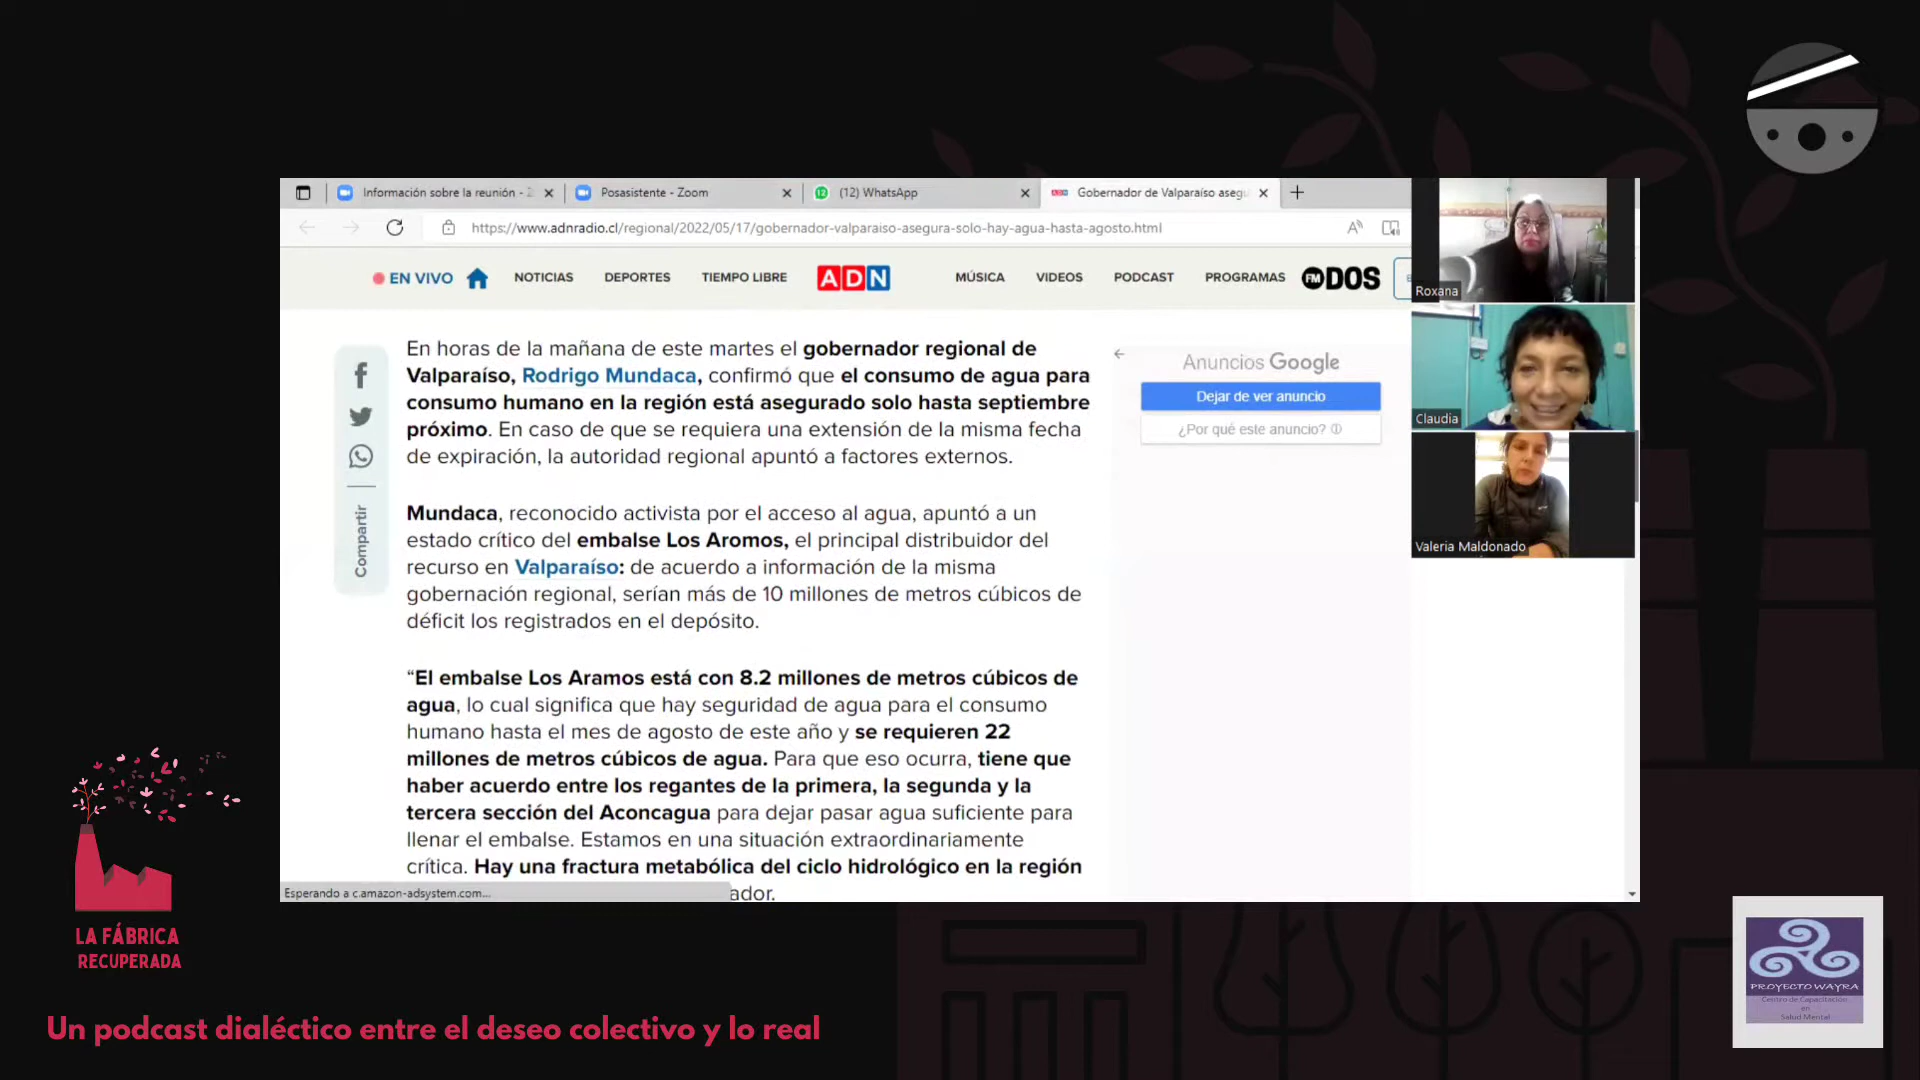 Información sobre la reunión - Z
Posasistente - Zoom
12
(12) WhatsApp
ADN
Gobernador de Valparaíso asegu
https://www.adnradio.cl/regional/2022/05/17/gobernador-valparaiso-asegura-solo-hay-agua-hasta-agosto.html
EN VIVO
NOTICIAS
DEPORTES
TIEMPO LIBRE
ADN
MÚSICA
VIDEOS
PODCAST
PROGRAMAS
FM DOS
Roxana
Claudia
Valeria Maldonado
Compartir
En horas de la mañana de este martes el gobernador regional de
Valparaíso, Rodrigo Mundaca, confirmó que el consumo de agua para
consumo humano en la región está asegurado solo hasta septiembre
próximo. En caso de que se requiera una extensión de la misma fecha
de expiración, la autoridad regional apuntó a factores externos.
Mundaca, reconocido activista por el acceso al agua, apuntó a un
estado crítico del embalse Los Aromos, el principal distribuidor del
recurso en Valparaíso: de acuerdo a información de la misma
gobernación regional, serían más de 10 millones de metros cúbicos de
déficit los registrados en el depósito.
“El embalse Los Aramos está con 8.2 millones de metros cúbicos de
agua, lo cual significa que hay seguridad de agua para el consumo
humano hasta el mes de agosto de este año y se requieren 22
millones de metros cúbicos de agua. Para que eso ocurra, tiene que
haber acuerdo entre los regantes de la primera, la segunda y la
tercera sección del Aconcagua para dejar pasar agua suficiente para
llenar el embalse. Estamos en una situación extraordinariamente
crítica. Hay una fractura metabólica del ciclo hidrológico en la región
ador.
Anuncios Google
Dejar de ver anuncio
¿Por qué este anuncio?
Esperando a c.amazon-adsystem.com...
LA FÁBRICA
RECUPERADA
Un podcast dialéctico entre el deseo colectivo y lo real
PROYECTO WAYRA
Centro de Capacitación
en
Salud Mental